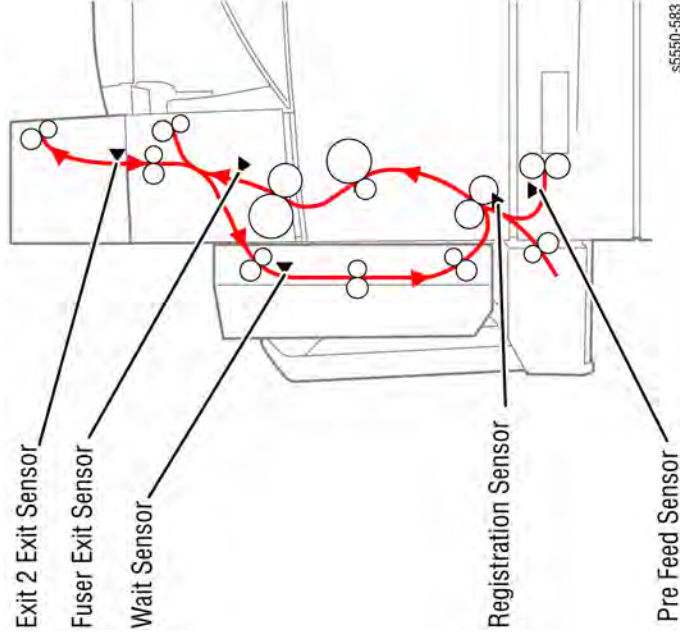 Exit 2 Exit Sensor
Fuser Exit Sensor
Wait Sensor
Registration Sensor
Pre Feed Sensor
s5550-583